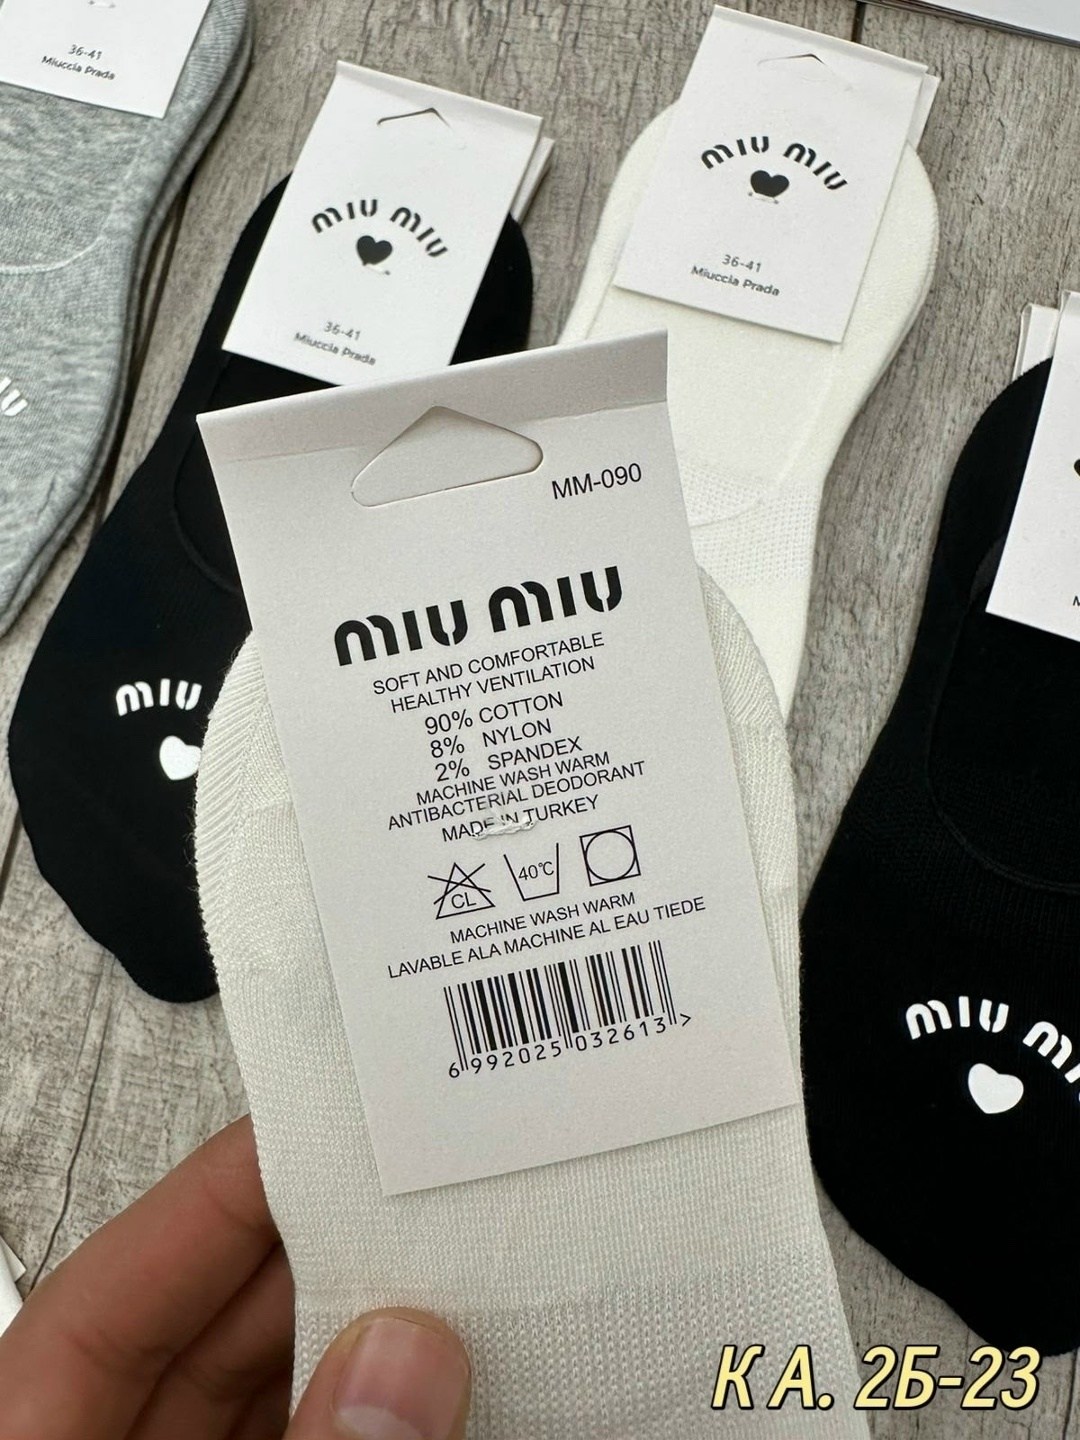 36-41
Miuccia Prada
MIU MIU
36-41
Miuccia Prada
MIU MIU
36-41
Miuccia Prada
MM-090
MIU MIU
SOFT AND COMFORTABLE
HEALTHY VENTILATION
90% COTTON
8% NYLON
2% SPANDEX
MACHINE WASH WARM
ANTIBACTERIAL DEODORANT
MADE IN TURKEY
CL
40°C
MACHINE WASH WARM
LAVABLE ALA MACHINE AL EAU TIEDE
6 992025 032613 >
MIU
MIU
К А. 2Б-23